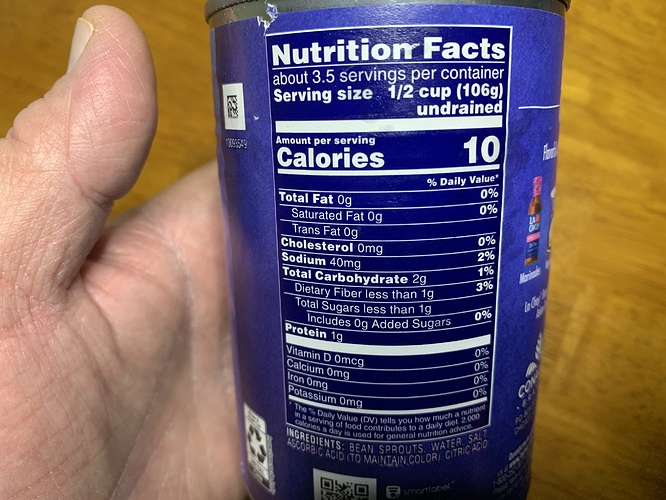 Nutrition Facts
about 3.5 servings per container
Serving size 1/2 cup (106g)
undrained
Amount per serving
Calories 10
% Daily Value*
Total Fat 0g 0%
Saturated Fat 0g 0%
Trans Fat 0g
Cholesterol 0mg 0%
Sodium 40mg 2%
Total Carbohydrate 2g 1%
Dietary Fiber less than 1g 3%
Total Sugars less than 1g
Includes 0g Added Sugars 0%
Protein 1g
Vitamin D 0mcg 0%
Calcium 0mg 0%
Iron 0mg 0%
Potassium 0mg 0%
* The % Daily Value (DV) tells you how much a nutrient
in a serving of food contributes to a daily diet. 2,000
calories a day is used for general nutrition advice.
INGREDIENTS: BEAN SPROUTS, WATER, SALT,
ASCORBIC ACID (TO MAINTAIN COLOR), CITRIC ACID
smartlabel